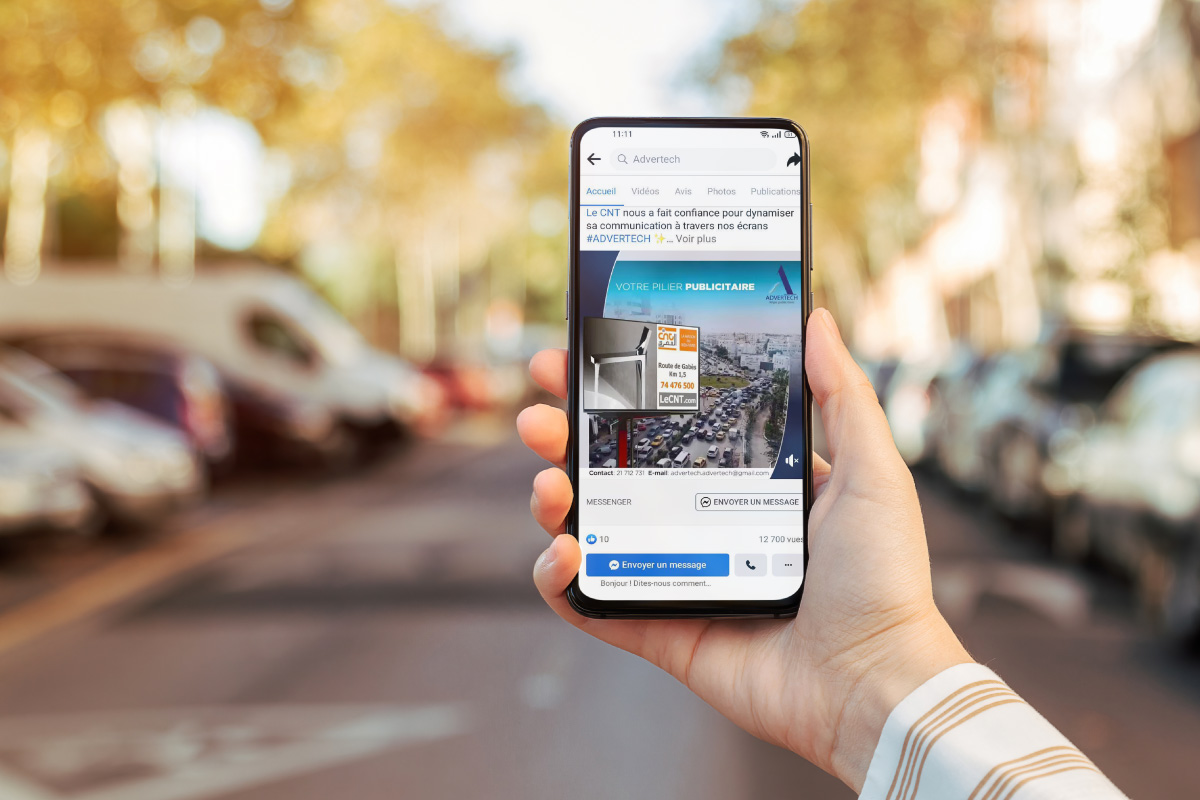 11:11
Advertech
Accueil Vidéos Avis Photos Publications
Le CNT nous a fait confiance pour dynamiser
sa communication à travers nos écrans
#ADVERTECH ✨... Voir plus
VOTRE PILIER PUBLICITAIRE
ADVERTECH
Route de Gabès
Km 1,5
74 476 500
LeCNT.com
Contact: 21 712 731 E-mail: advertech.advertech@gmail.com
MESSENGER
ENVOYER UN MESSAGE
10
12 700 vues
Envoyer un message
Bonjour ! Dites-nous comment...